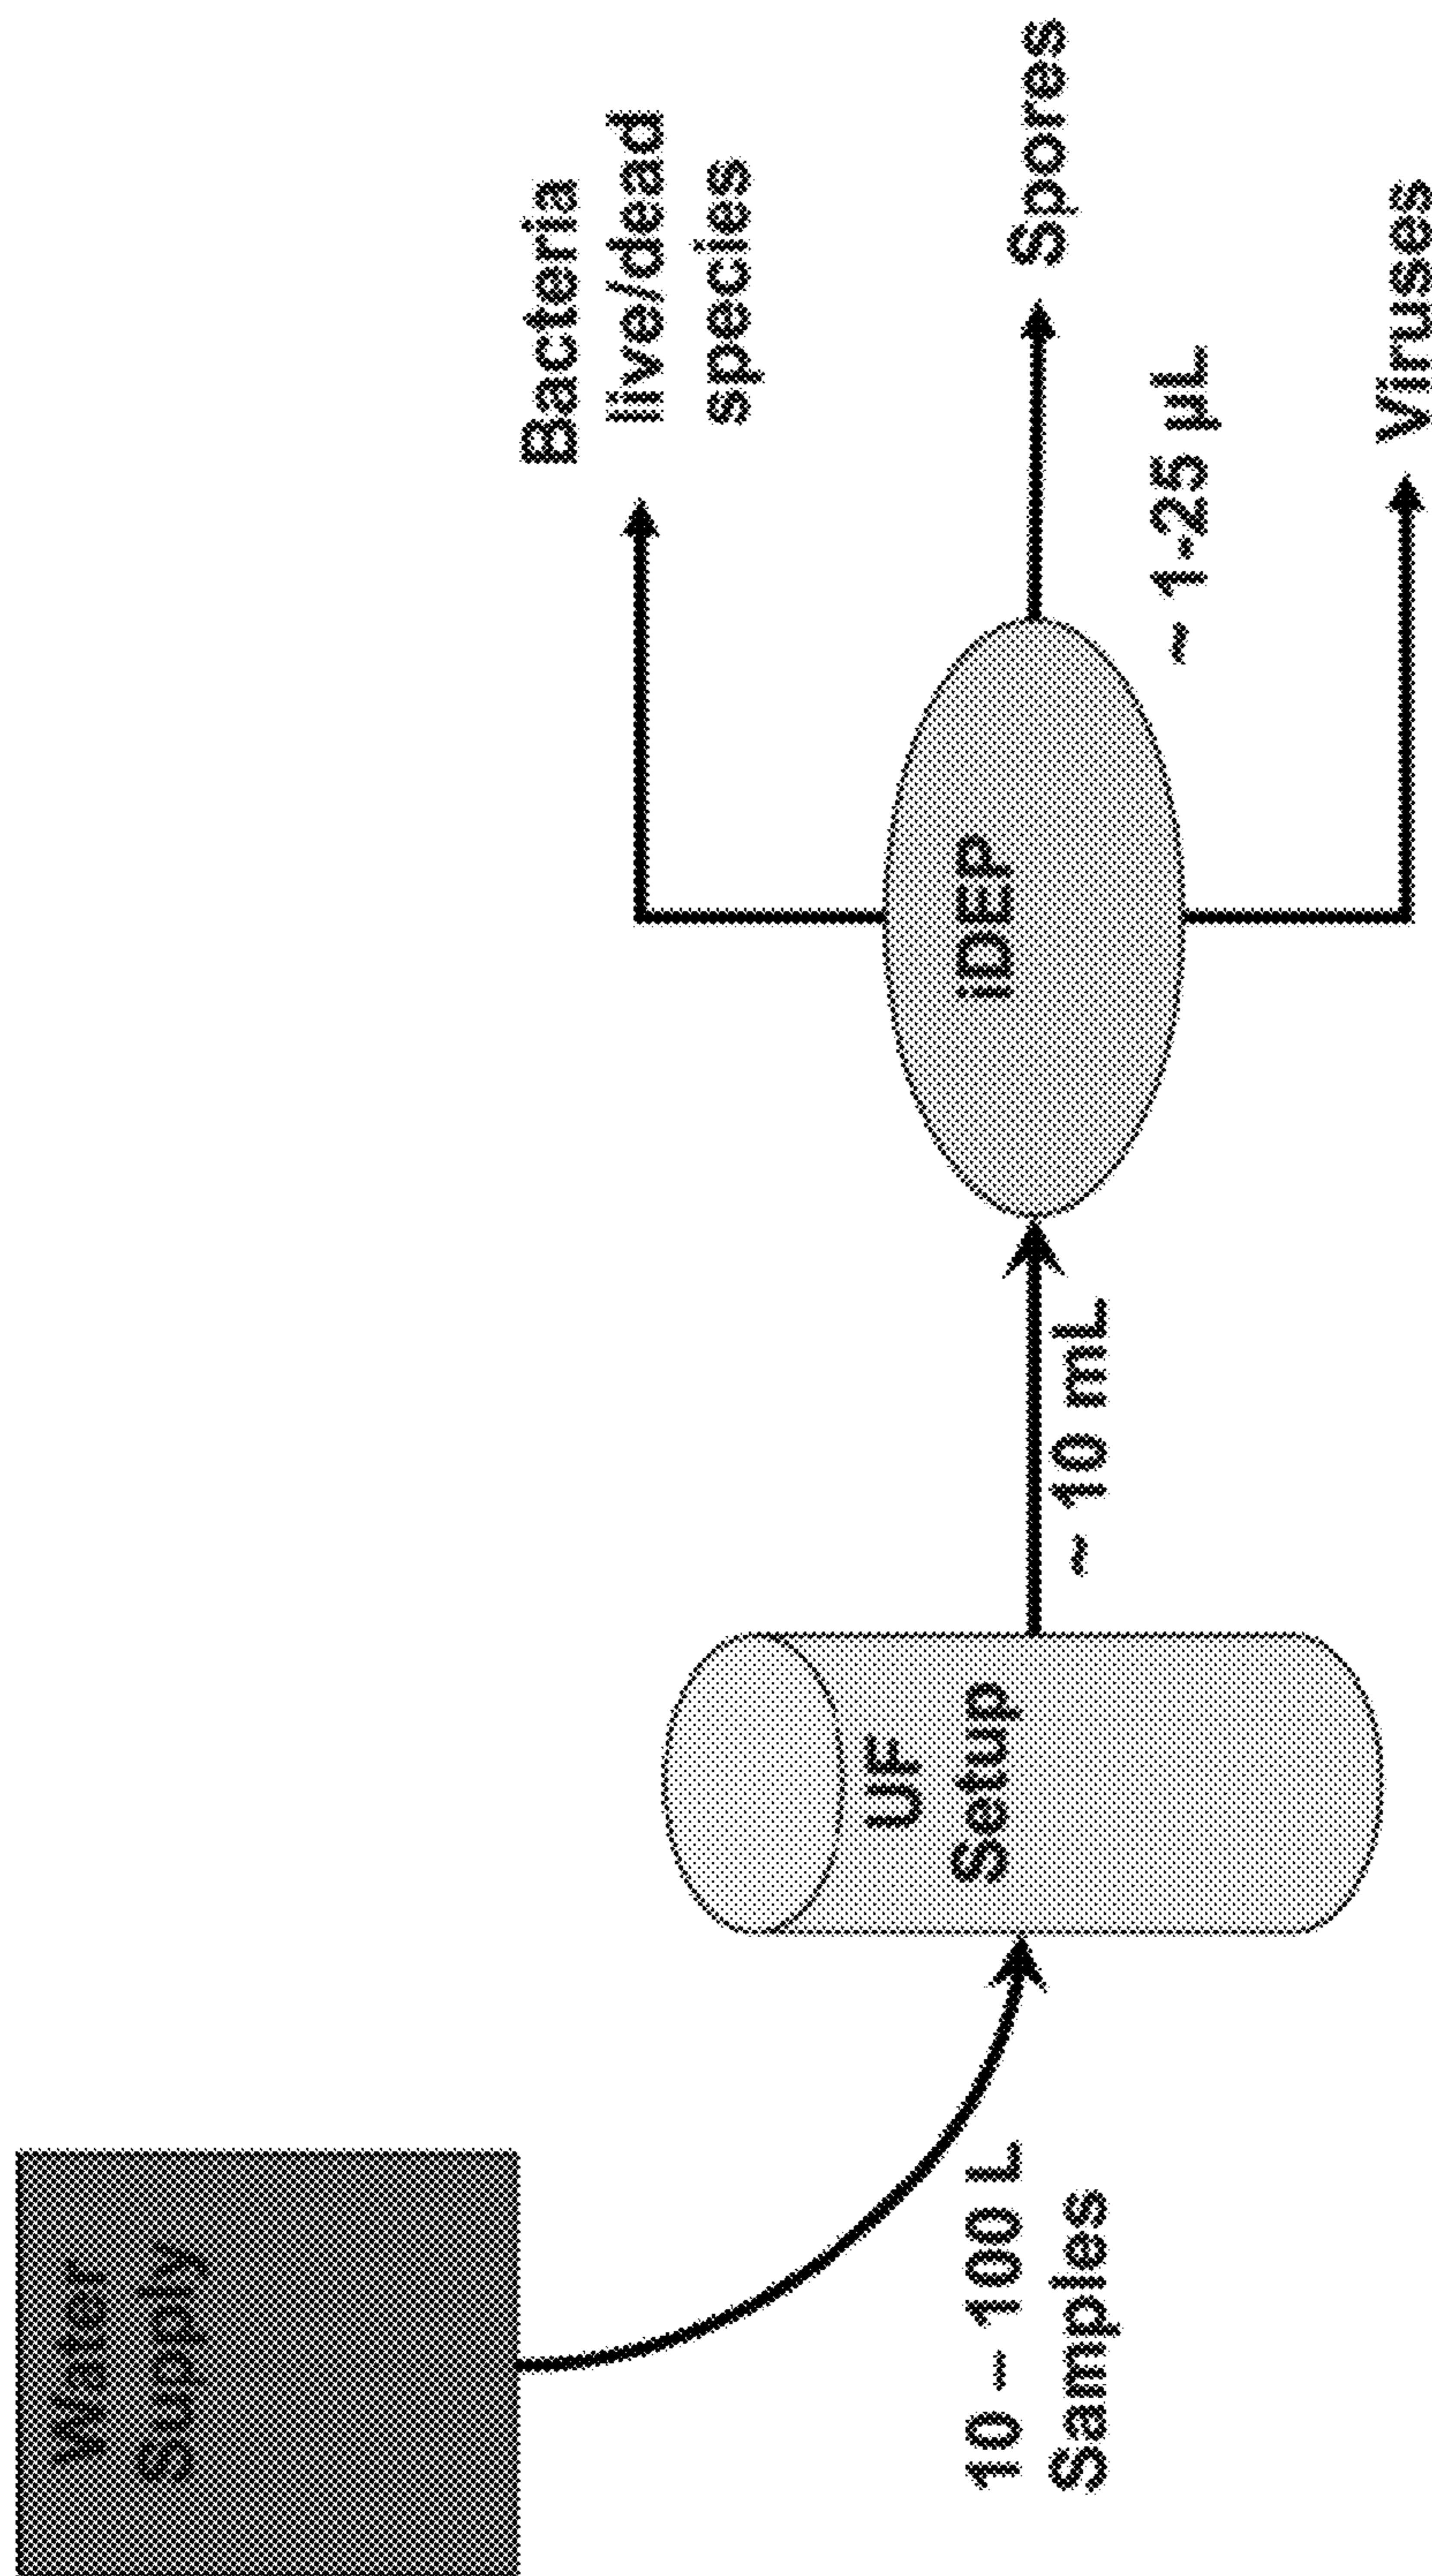 Water
Supply
10 – 100 L
Samples
UF
Setup
~ 10 mL
iDEP
Bacteria
live/dead
species
Spores
~ 1-25 µL
Viruses